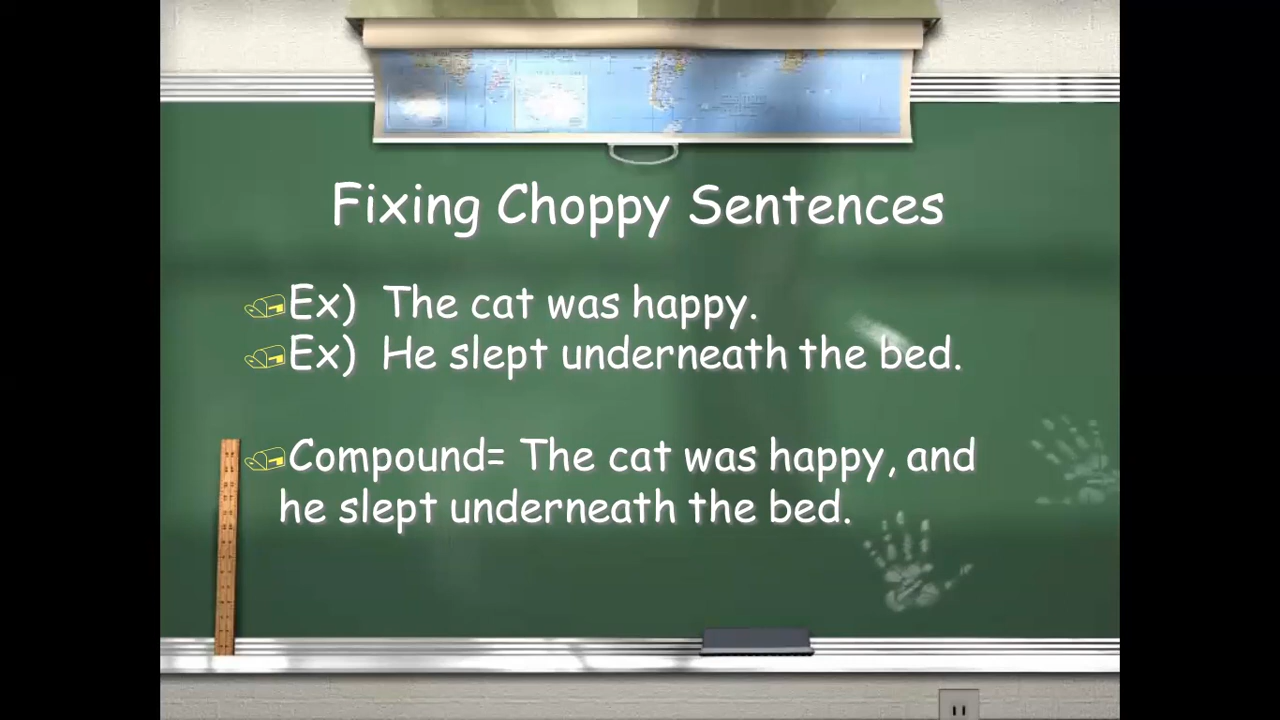 Fixing Choppy Sentences
Ex) The cat was happy.
Ex) He slept underneath the bed.
Compound= The cat was happy, and
he slept underneath the bed.